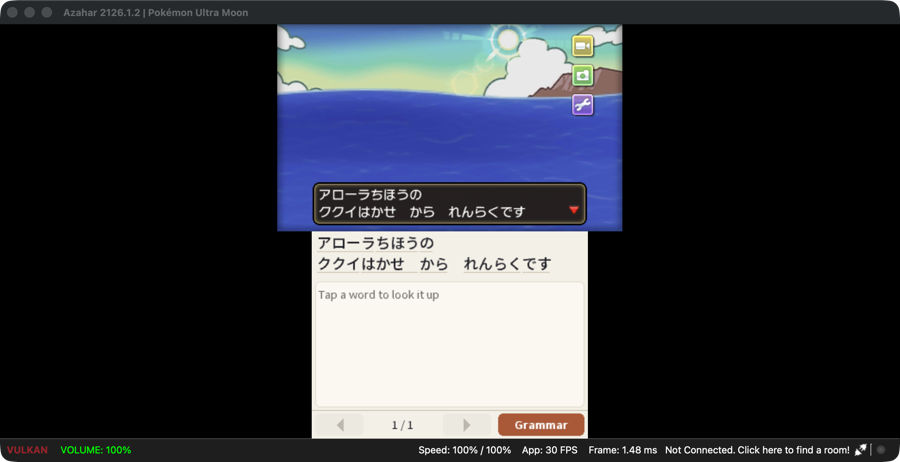 Azahar 2126.1.2 | Pokémon Ultra Moon
アローラちほうの
ククイはかせ　から　れんらくです
アローラちほうの
ククイはかせ　から　れんらくです
Tap a word to look it up
1 / 1
Grammar
VULKAN VOLUME: 100% Speed: 100% / 100% App: 30 FPS Frame: 1.48 ms Not Connected. Click here to find a room!